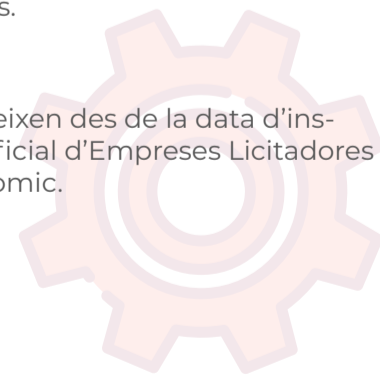 s.
eixen des de la data d’ins-
ficial d’Empreses Licitadores
omic.